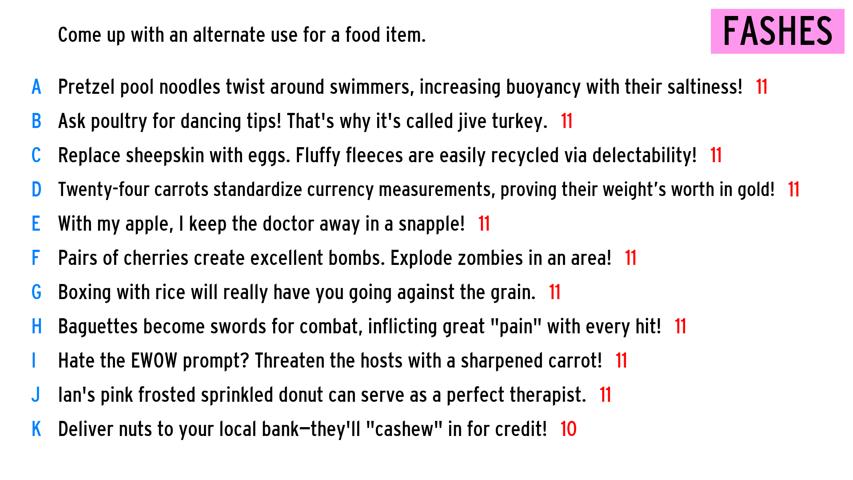 Come up with an alternate use for a food item.
FASHES
A Pretzel pool noodles twist around swimmers, increasing buoyancy with their saltiness! 11
B Ask poultry for dancing tips! That's why it's called jive turkey. 11
C Replace sheepskin with eggs. Fluffy fleeces are easily recycled via delectability! 11
D Twenty-four carrots standardize currency measurements, proving their weight’s worth in gold! 11
E With my apple, I keep the doctor away in a snapple! 11
F Pairs of cherries create excellent bombs. Explode zombies in an area! 11
G Boxing with rice will really have you going against the grain. 11
H Baguettes become swords for combat, inflicting great "pain" with every hit! 11
I Hate the EWOW prompt? Threaten the hosts with a sharpened carrot! 11
J Ian's pink frosted sprinkled donut can serve as a perfect therapist. 11
K Deliver nuts to your local bank—they'll "cashew" in for credit! 10